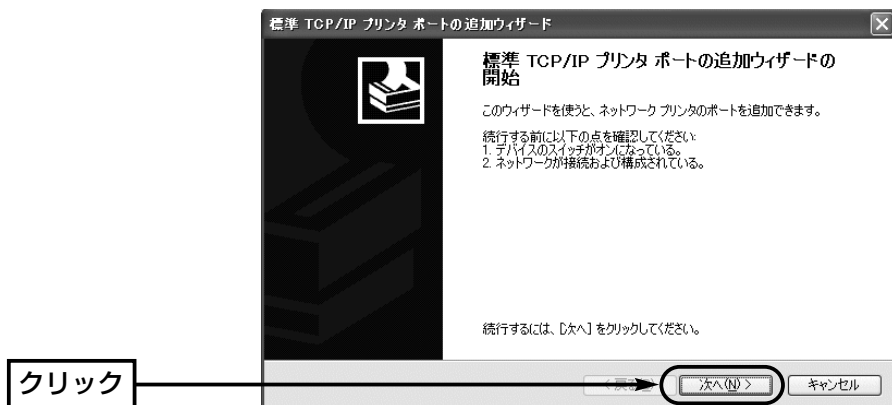 標準 TCP/IP プリンタ ポートの追加ウィザード
標準 TCP/IP プリンタ ポートの追加ウィザードの
開始
このウィザードを使うと、ネットワーク プリンタのポートを追加できます。
続行する前に以下の点を確認してください:
1. デバイスのスイッチがオンになっている。
2. ネットワークが接続および構成されている。
続行するには、[次へ] をクリックしてください。
クリック
次へ(N) >
キャンセル